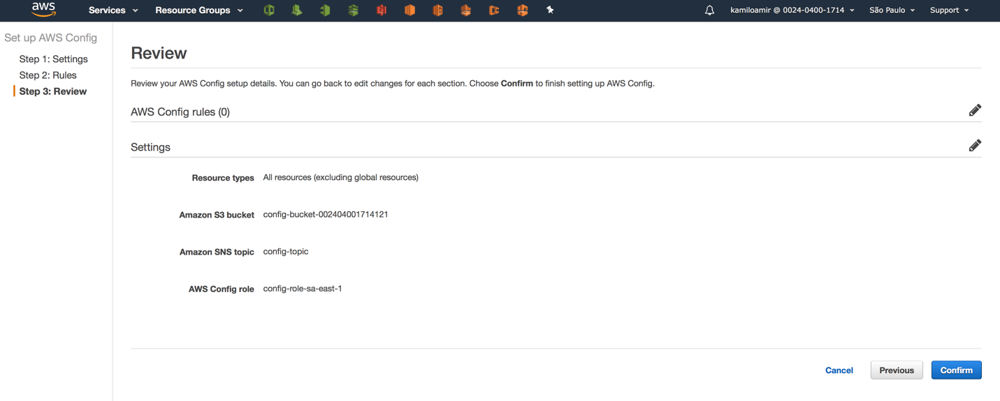 aws Services Resource Groups kamiloamir @ 0024-0400-1714 São Paulo Support
Set up AWS Config
Step 1: Settings
Step 2: Rules
Step 3: Review
Review
Review your AWS Config setup details. You can go back to edit changes for each section. Choose Confirm to finish setting up AWS Config.
AWS Config rules (0)
Settings
Resource types All resources (excluding global resources)
Amazon S3 bucket config-bucket-002404001714121
Amazon SNS topic config-topic
AWS Config role config-role-sa-east-1
Cancel Previous Confirm